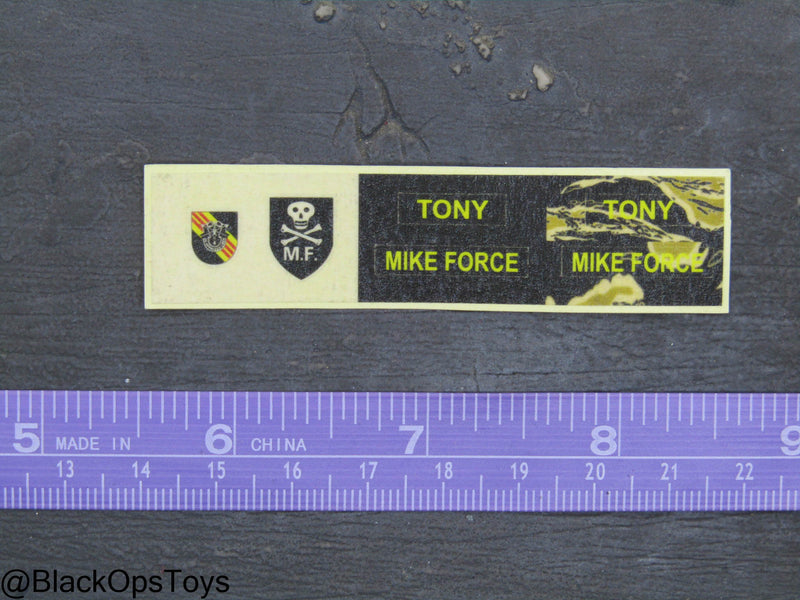 TONY TONY
M.F. MIKE FORCE MIKE FORCE
5 MADE IN 6 CHINA 7 8 9
13 14 15 16 17 18 19 20 21 22
@BlackOpsToys